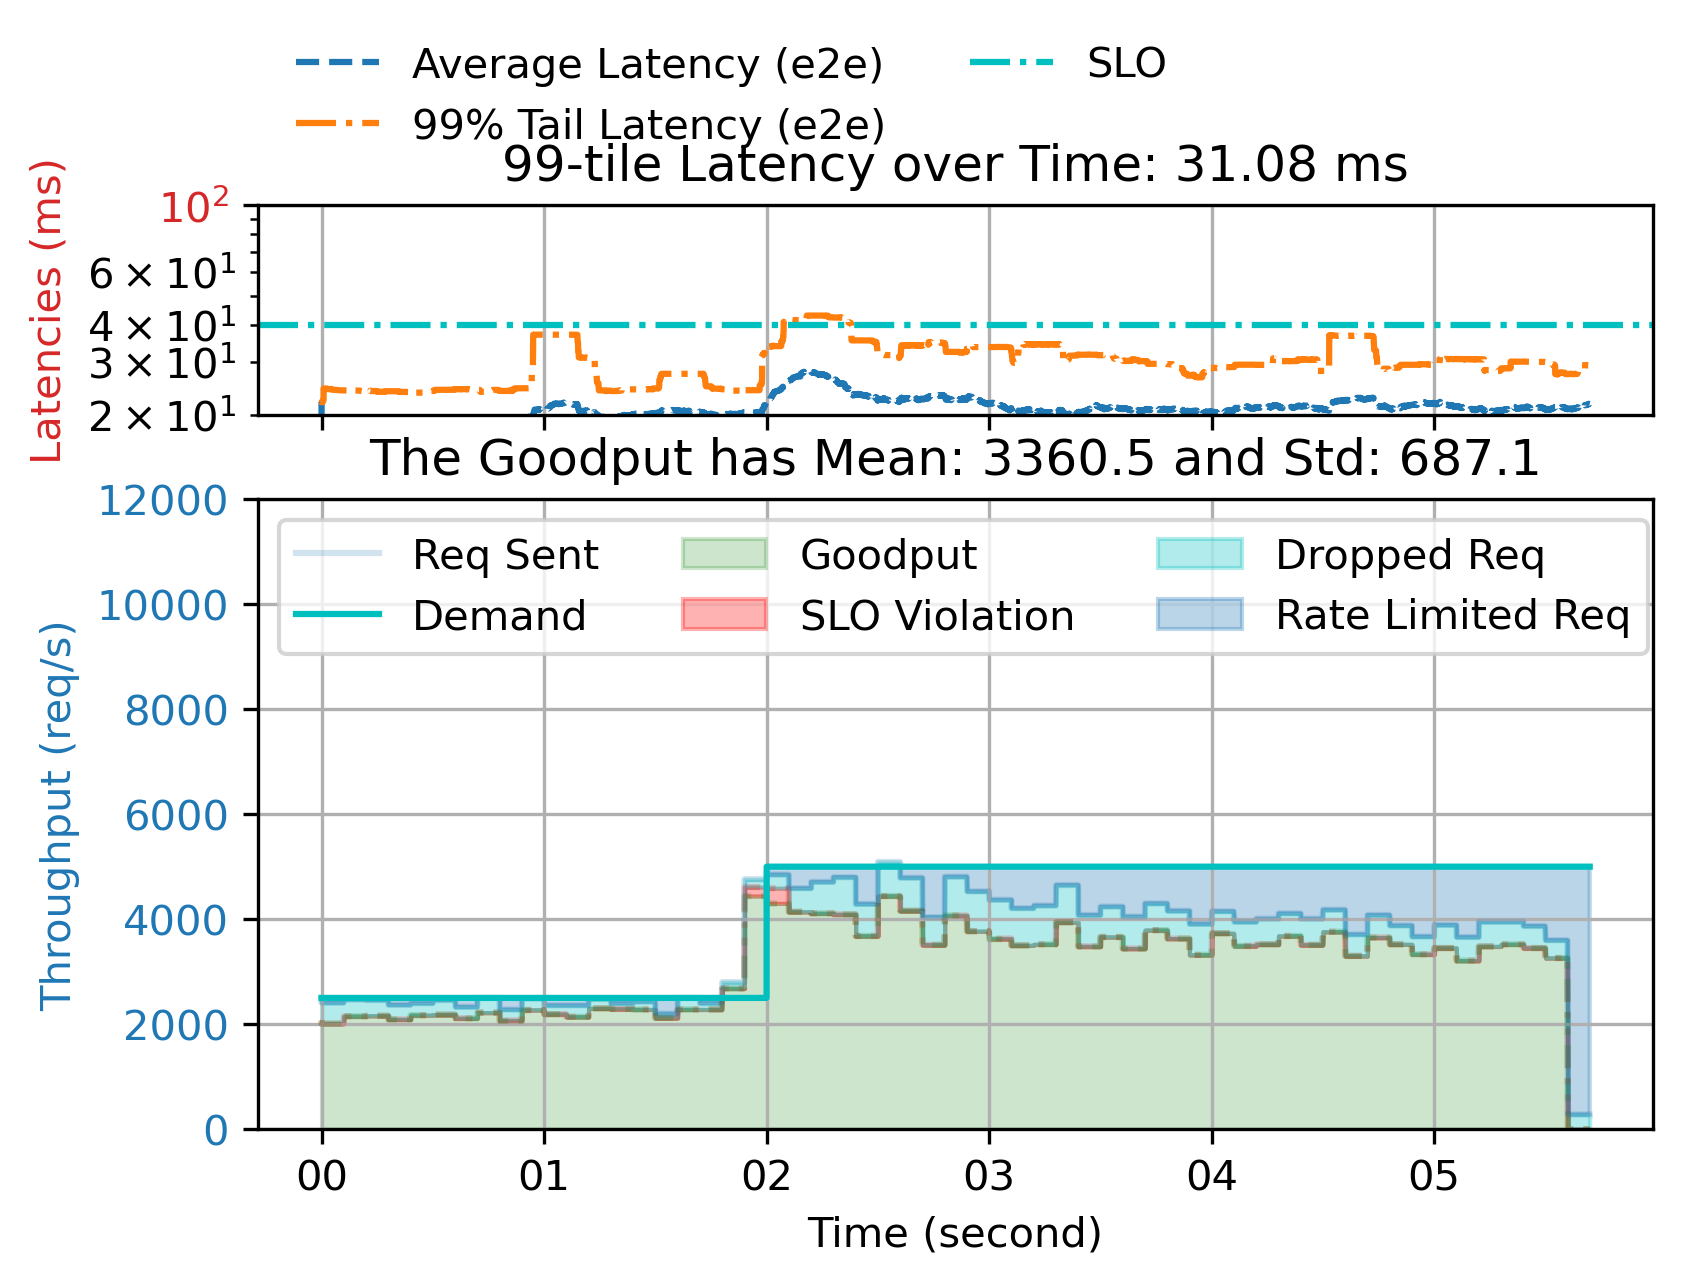 Average Latency (e2e)
SLO
99% Tail Latency (e2e)
99-tile Latency over Time: 31.08 ms
Latencies (ms)
10²
6 × 10¹
4 × 10¹
3 × 10¹
2 × 10¹
The Goodput has Mean: 3360.5 and Std: 687.1
Throughput (req/s)
12000
10000
8000
6000
4000
2000
0
Req Sent
Goodput
Dropped Req
Demand
SLO Violation
Rate Limited Req
00 01 02 03 04 05
Time (second)